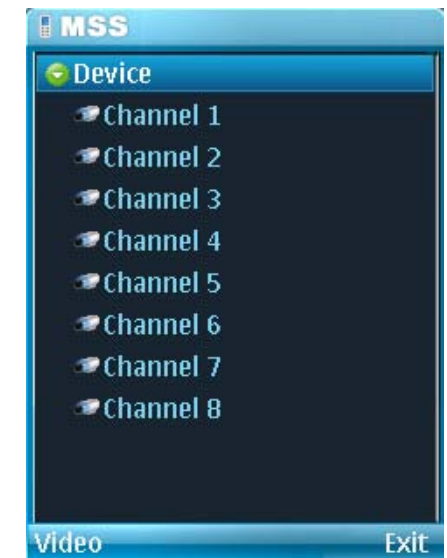 MSS
Device
Channel 1
Channel 2
Channel 3
Channel 4
Channel 5
Channel 6
Channel 7
Channel 8
Video Exit